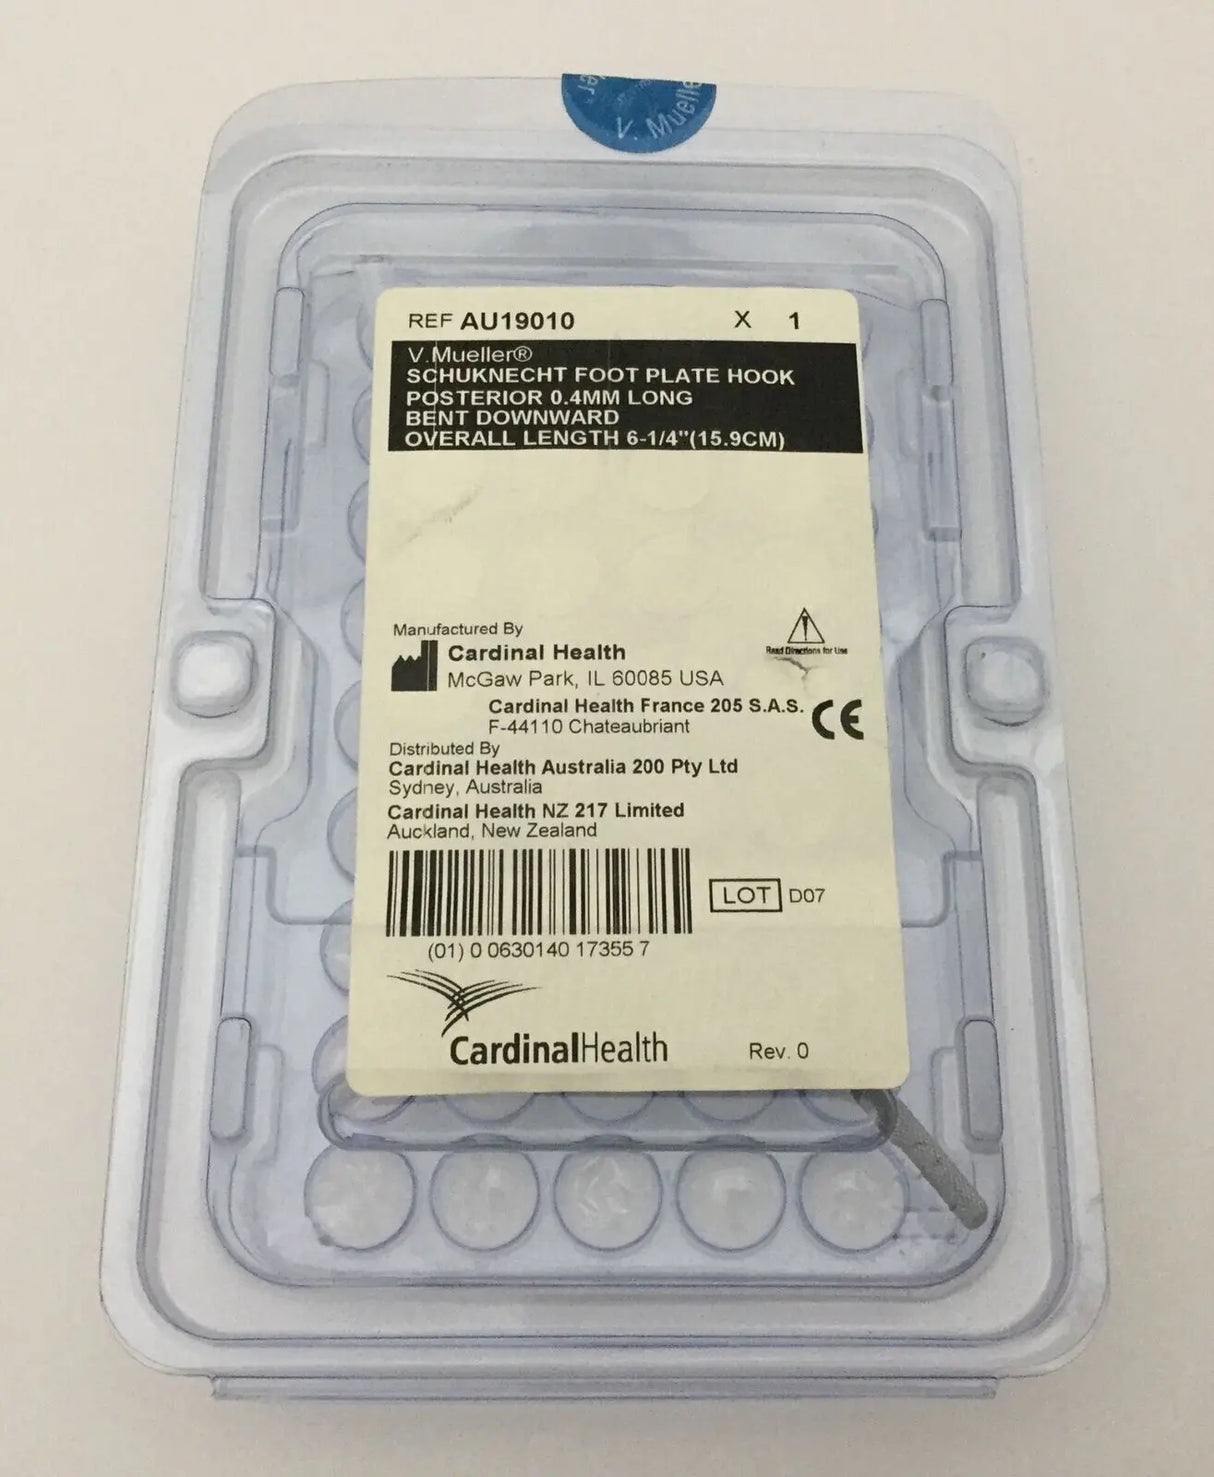 V. Mueller
REF AU19010 X 1
V.Mueller®
SCHUKNECHT FOOT PLATE HOOK
POSTERIOR 0.4MM LONG
BENT DOWNWARD
OVERALL LENGTH 6-1/4"(15.9CM)
Manufactured By
Cardinal Health
McGaw Park, IL 60085 USA
Read Directions for Use
Cardinal Health France 205 S.A.S.
F-44110 Chateaubriant
CE
Distributed By
Cardinal Health Australia 200 Pty Ltd
Sydney, Australia
Cardinal Health NZ 217 Limited
Auckland, New Zealand
LOT D07
(01) 0 0630140 17355 7
CardinalHealth
Rev. 0